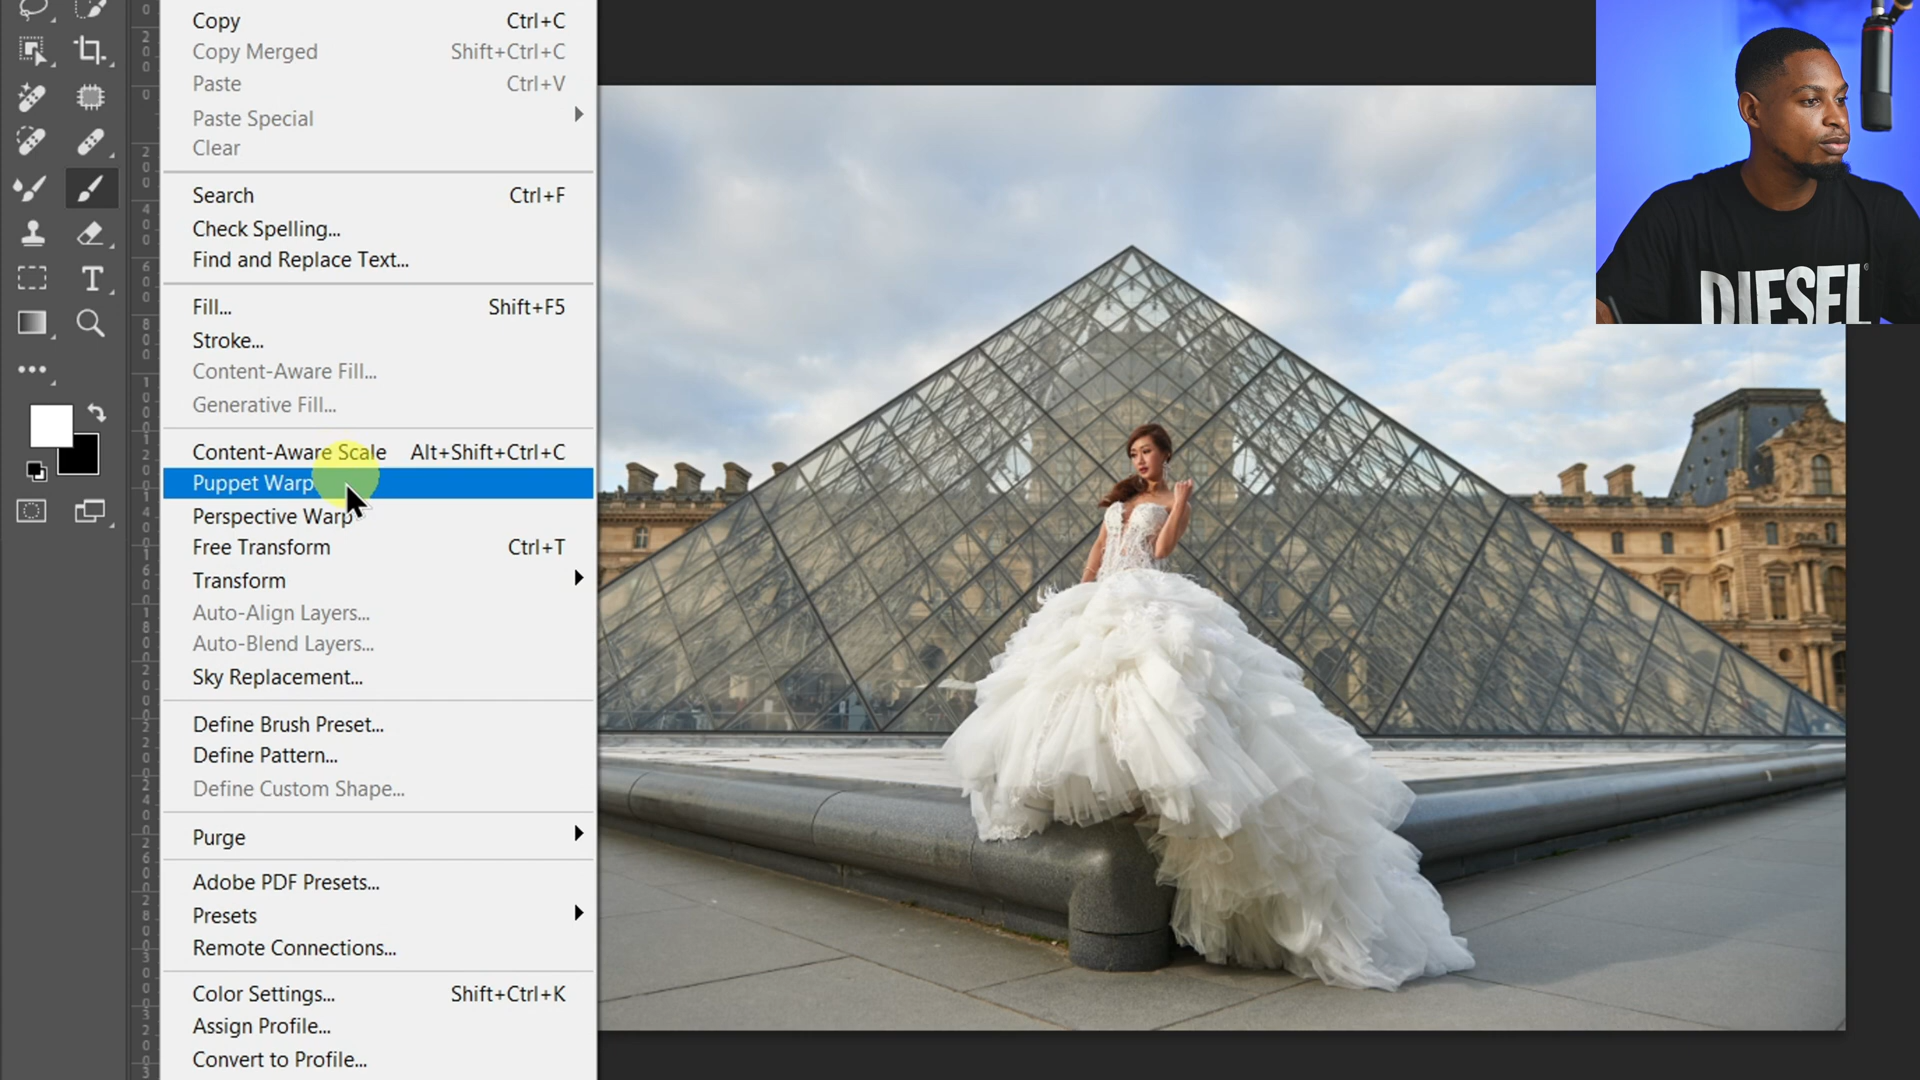 Copy Ctrl+C
Copy Merged Shift+Ctrl+C
Paste Ctrl+V
Paste Special
Clear
Search Ctrl+F
Check Spelling...
Find and Replace Text...
Fill... Shift+F5
Stroke...
Content-Aware Fill...
Generative Fill...
Content-Aware Scale Alt+Shift+Ctrl+C
Puppet Warp
Perspective Warp
Free Transform Ctrl+T
Transform
Auto-Align Layers...
Auto-Blend Layers...
Sky Replacement...
Define Brush Preset...
Define Pattern...
Define Custom Shape...
Purge
Adobe PDF Presets...
Presets
Remote Connections...
Color Settings... Shift+Ctrl+K
Assign Profile...
Convert to Profile...
DIESEL